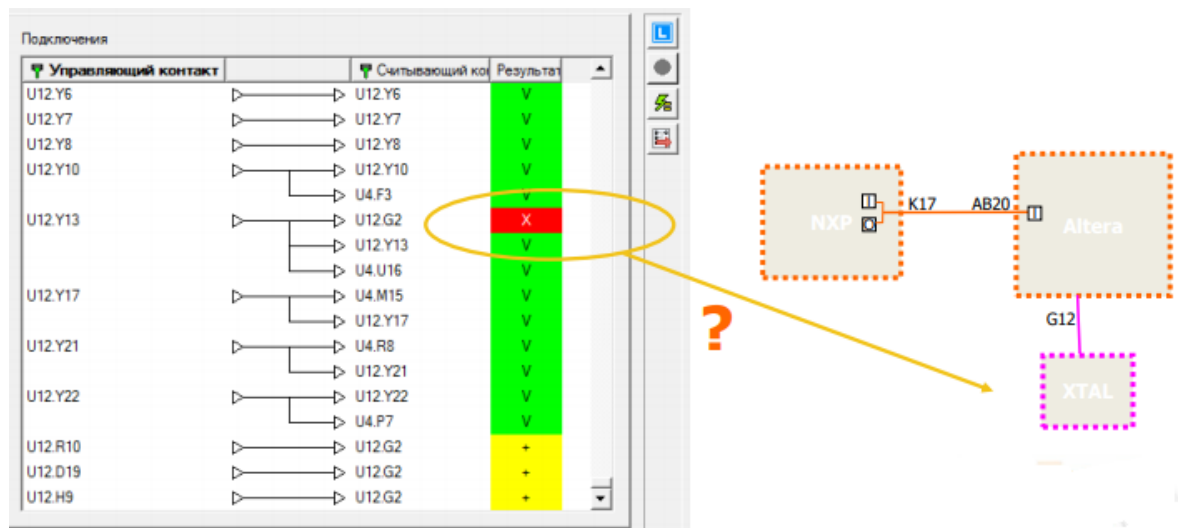 Подключения
Управляющий контакт Считывающий кон Результат
U12.Y6 U12.Y6 V
U12.Y7 U12.Y7 V
U12.Y8 U12.Y8 V
U12.Y10 U12.Y10 V
U4.F3 V
U12.Y13 U12.G2 X
U12.Y13 V
U4.U16 V
U12.Y17 U4.M15 V
U12.Y17 V
U12.Y21 U4.R8 V
U12.Y21 V
U12.Y22 U12.Y22 V
U4.P7 V
U12.R10 U12.G2 +
U12.D19 U12.G2 +
U12.H9 U12.G2 +
L
?
NXP I O K17 AB20 I Altera
G12
XTAL